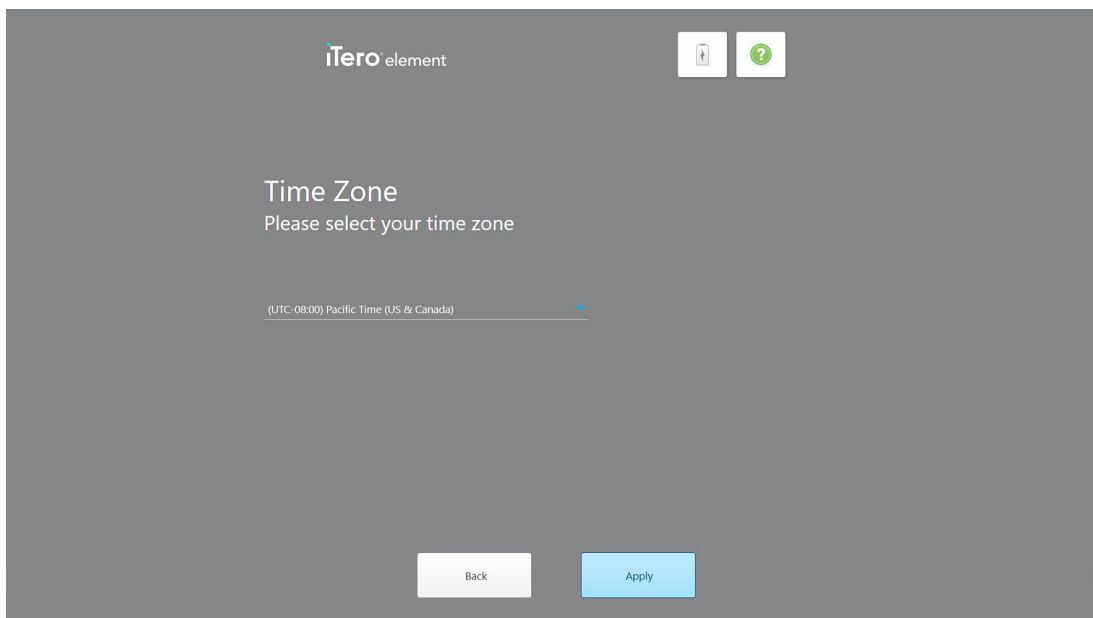 iTero element
?
Time Zone
Please select your time zone
(UTC-08:00) Pacific Time (US & Canada)
Back
Apply